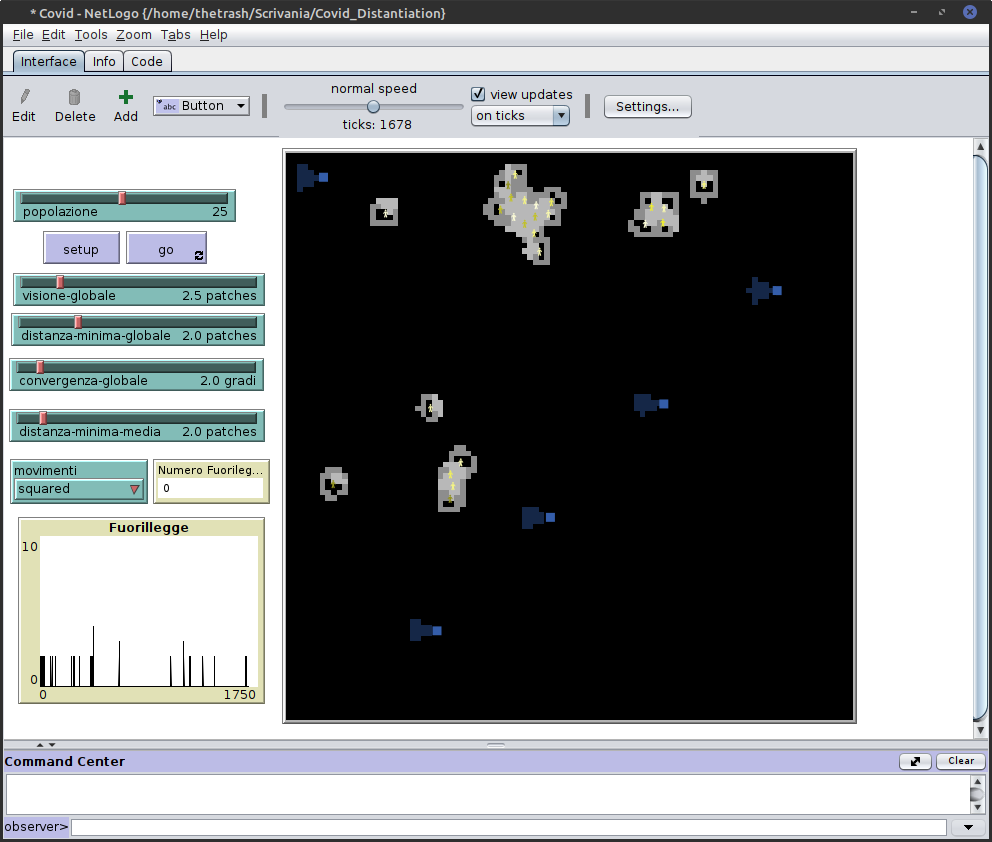 * Covid - NetLogo {/home/thetrash/Scrivania/Covid_Distantiation}
File Edit Tools Zoom Tabs Help
Interface Info Code
Edit Delete Add abc Button normal speed ticks: 1678 view updates on ticks Settings...
popolazione 25
setup go
visione-globale 2.5 patches
distanza-minima-globale 2.0 patches
convergenza-globale 2.0 gradi
distanza-minima-media 2.0 patches
movimenti Numero Fuorileg...
squared 0
Fuorillegge
10
0
0 1750
Command Center Clear
observer>